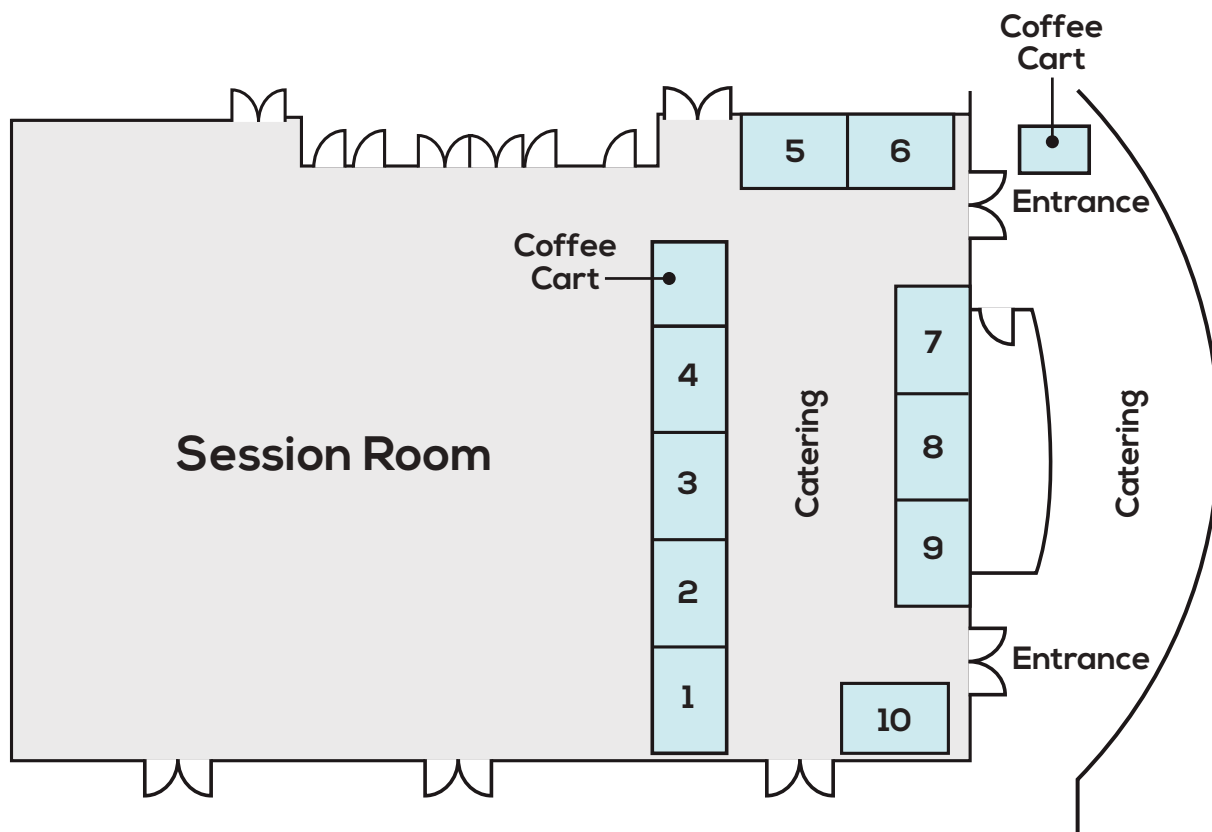 Coffee
Cart
5
6
Entrance
Coffee
Cart
7
4
Catering
Catering
8
Session Room
3
9
2
Entrance
1
10